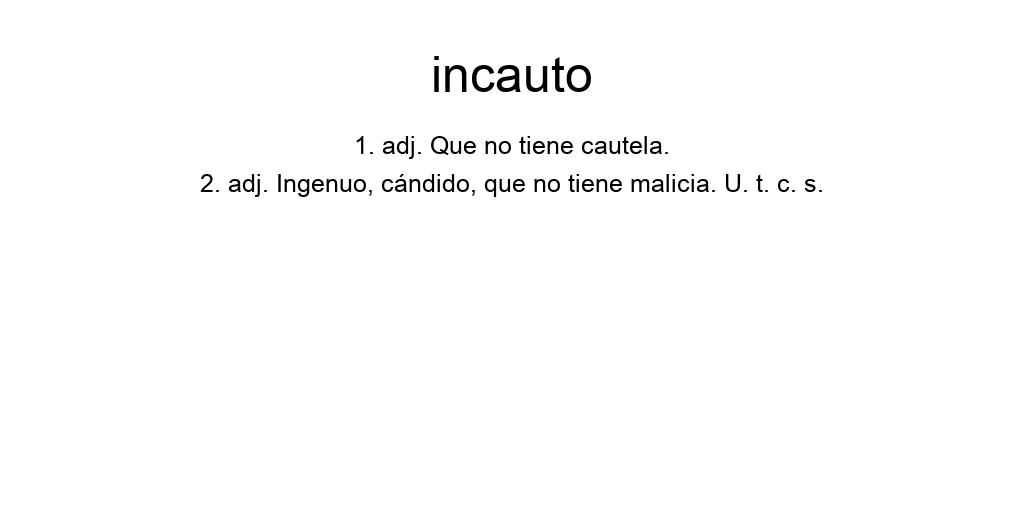 incauto
1. adj. Que no tiene cautela.
2. adj. Ingenuo, cándido, que no tiene malicia. U. t. c. s.